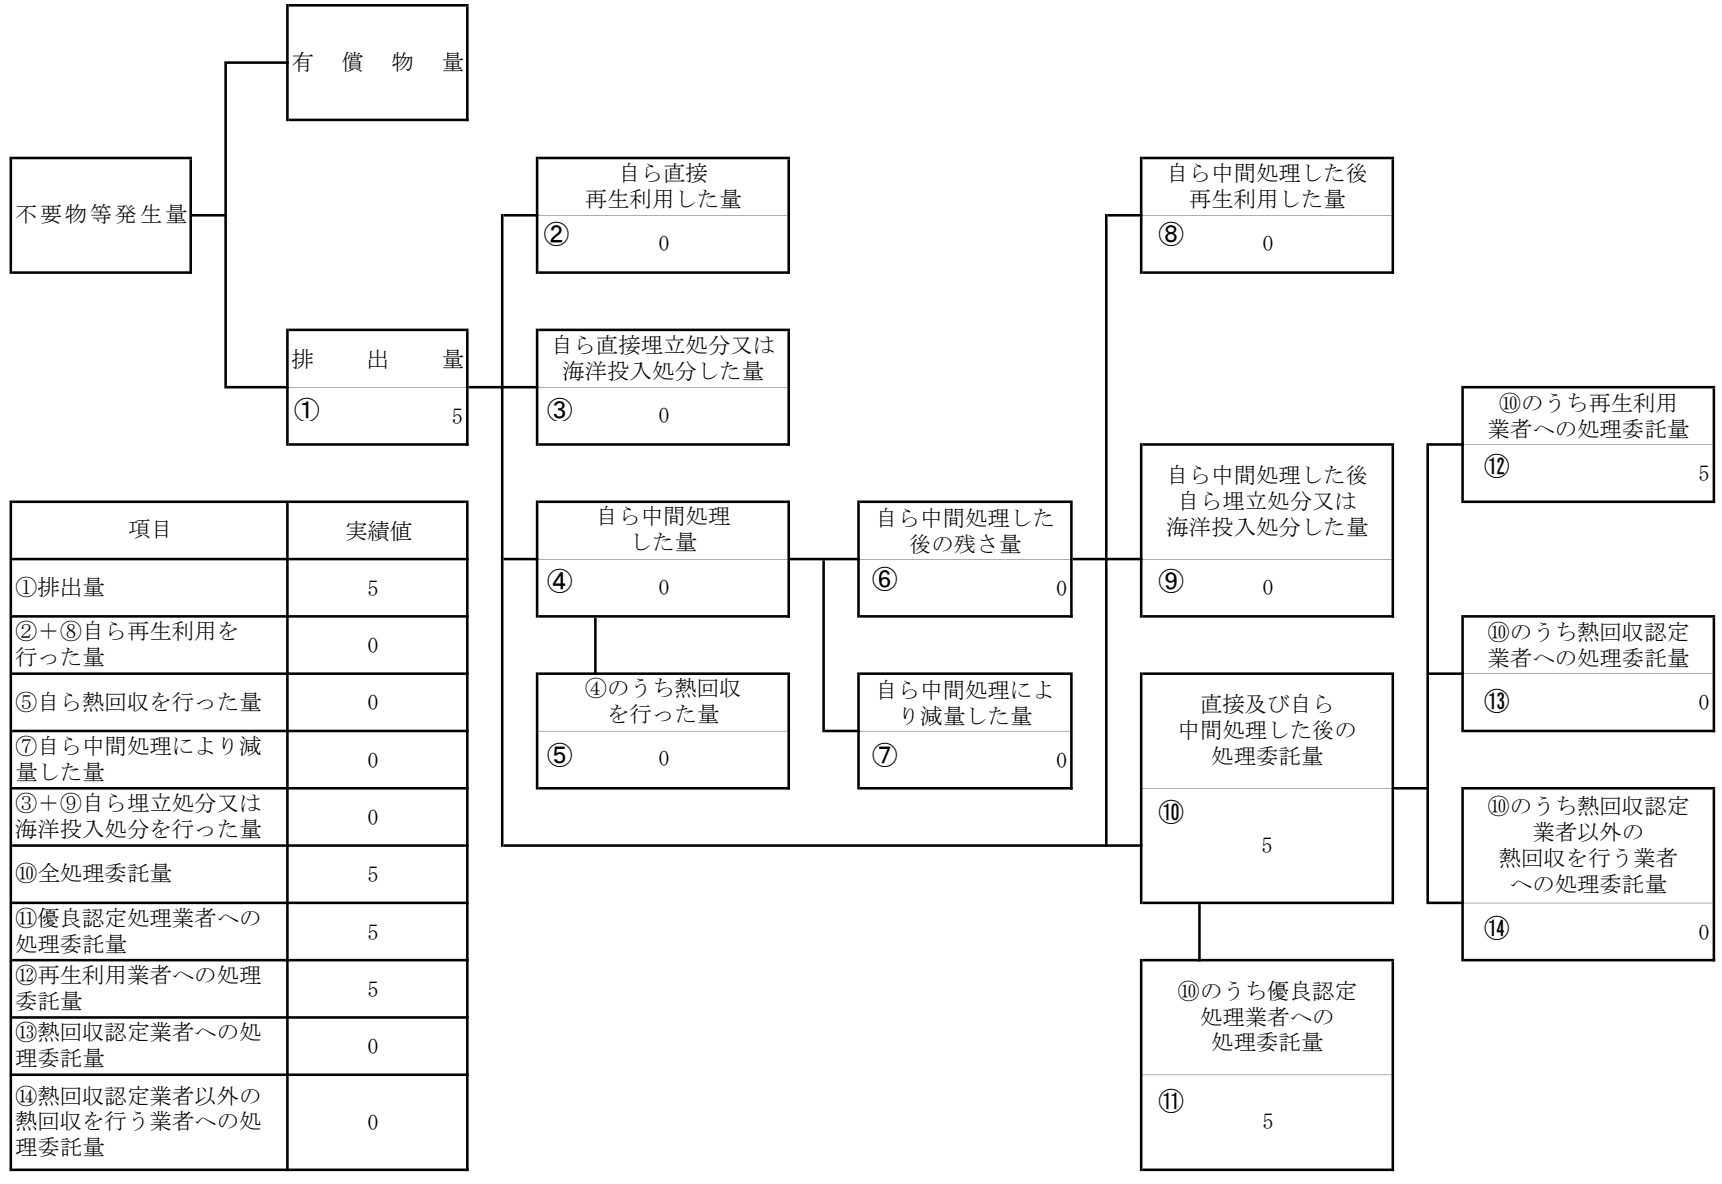 有償物量
不要物等発生量
排出量
①
5
自ら直接
再生利用した量
②
0
自ら直接埋立処分又は
海洋投入処分した量
③
0
自ら中間処理
した量
④
0
④のうち熱回収
を行った量
⑤
0
自ら中間処理した
後の残さ量
⑥
0
自ら中間処理によ
り減量した量
⑦
0
自ら中間処理した後
再生利用した量
⑧
0
自ら中間処理した後
自ら埋立処分又は
海洋投入処分した量
⑨
0
直接及び自ら
中間処理した後の
処理委託量
⑩
5
⑩のうち優良認定
処理業者への
処理委託量
⑪
5
⑩のうち再生利用
業者への処理委託量
⑫
5
⑩のうち熱回収認定
業者への処理委託量
⑬
0
⑩のうち熱回収認定
業者以外の
熱回収を行う業者
への処理委託量
⑭
0
項目 実績値
①排出量 5
②＋⑧自ら再生利用を
行った量 0
⑤自ら熱回収を行った量 0
⑦自ら中間処理により減
量した量 0
③＋⑨自ら埋立処分又は
海洋投入処分を行った量 0
⑩全処理委託量 5
⑪優良認定処理業者への
処理委託量 5
⑫再生利用業者への処理
委託量 5
⑬熱回収認定業者への処
理委託量 0
⑭熱回収認定業者以外の
熱回収を行う業者への処
理委託量 0